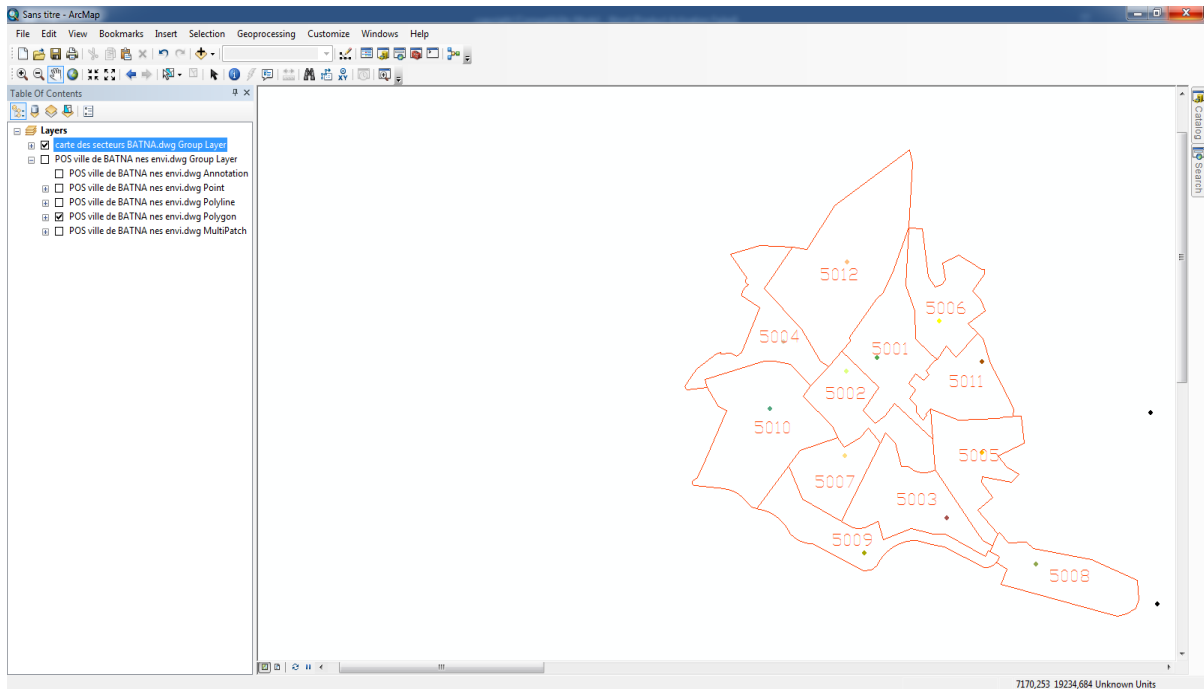 Sans titre - ArcMap
File Edit View Bookmarks Insert Selection Geoprocessing Customize Windows Help
Table Of Contents
Layers
carte des secteurs BATNA.dwg Group Layer
POS ville de BATNA nes envi.dwg Group Layer
POS ville de BATNA nes envi.dwg Annotation
POS ville de BATNA nes envi.dwg Point
POS ville de BATNA nes envi.dwg Polyline
POS ville de BATNA nes envi.dwg Polygon
POS ville de BATNA nes envi.dwg MultiPatch
Catalog
Search
5012
5006
5004
5001
5011
5002
5010
5005
5007
5003
5009
5008
7170,253 19234,684 Unknown Units